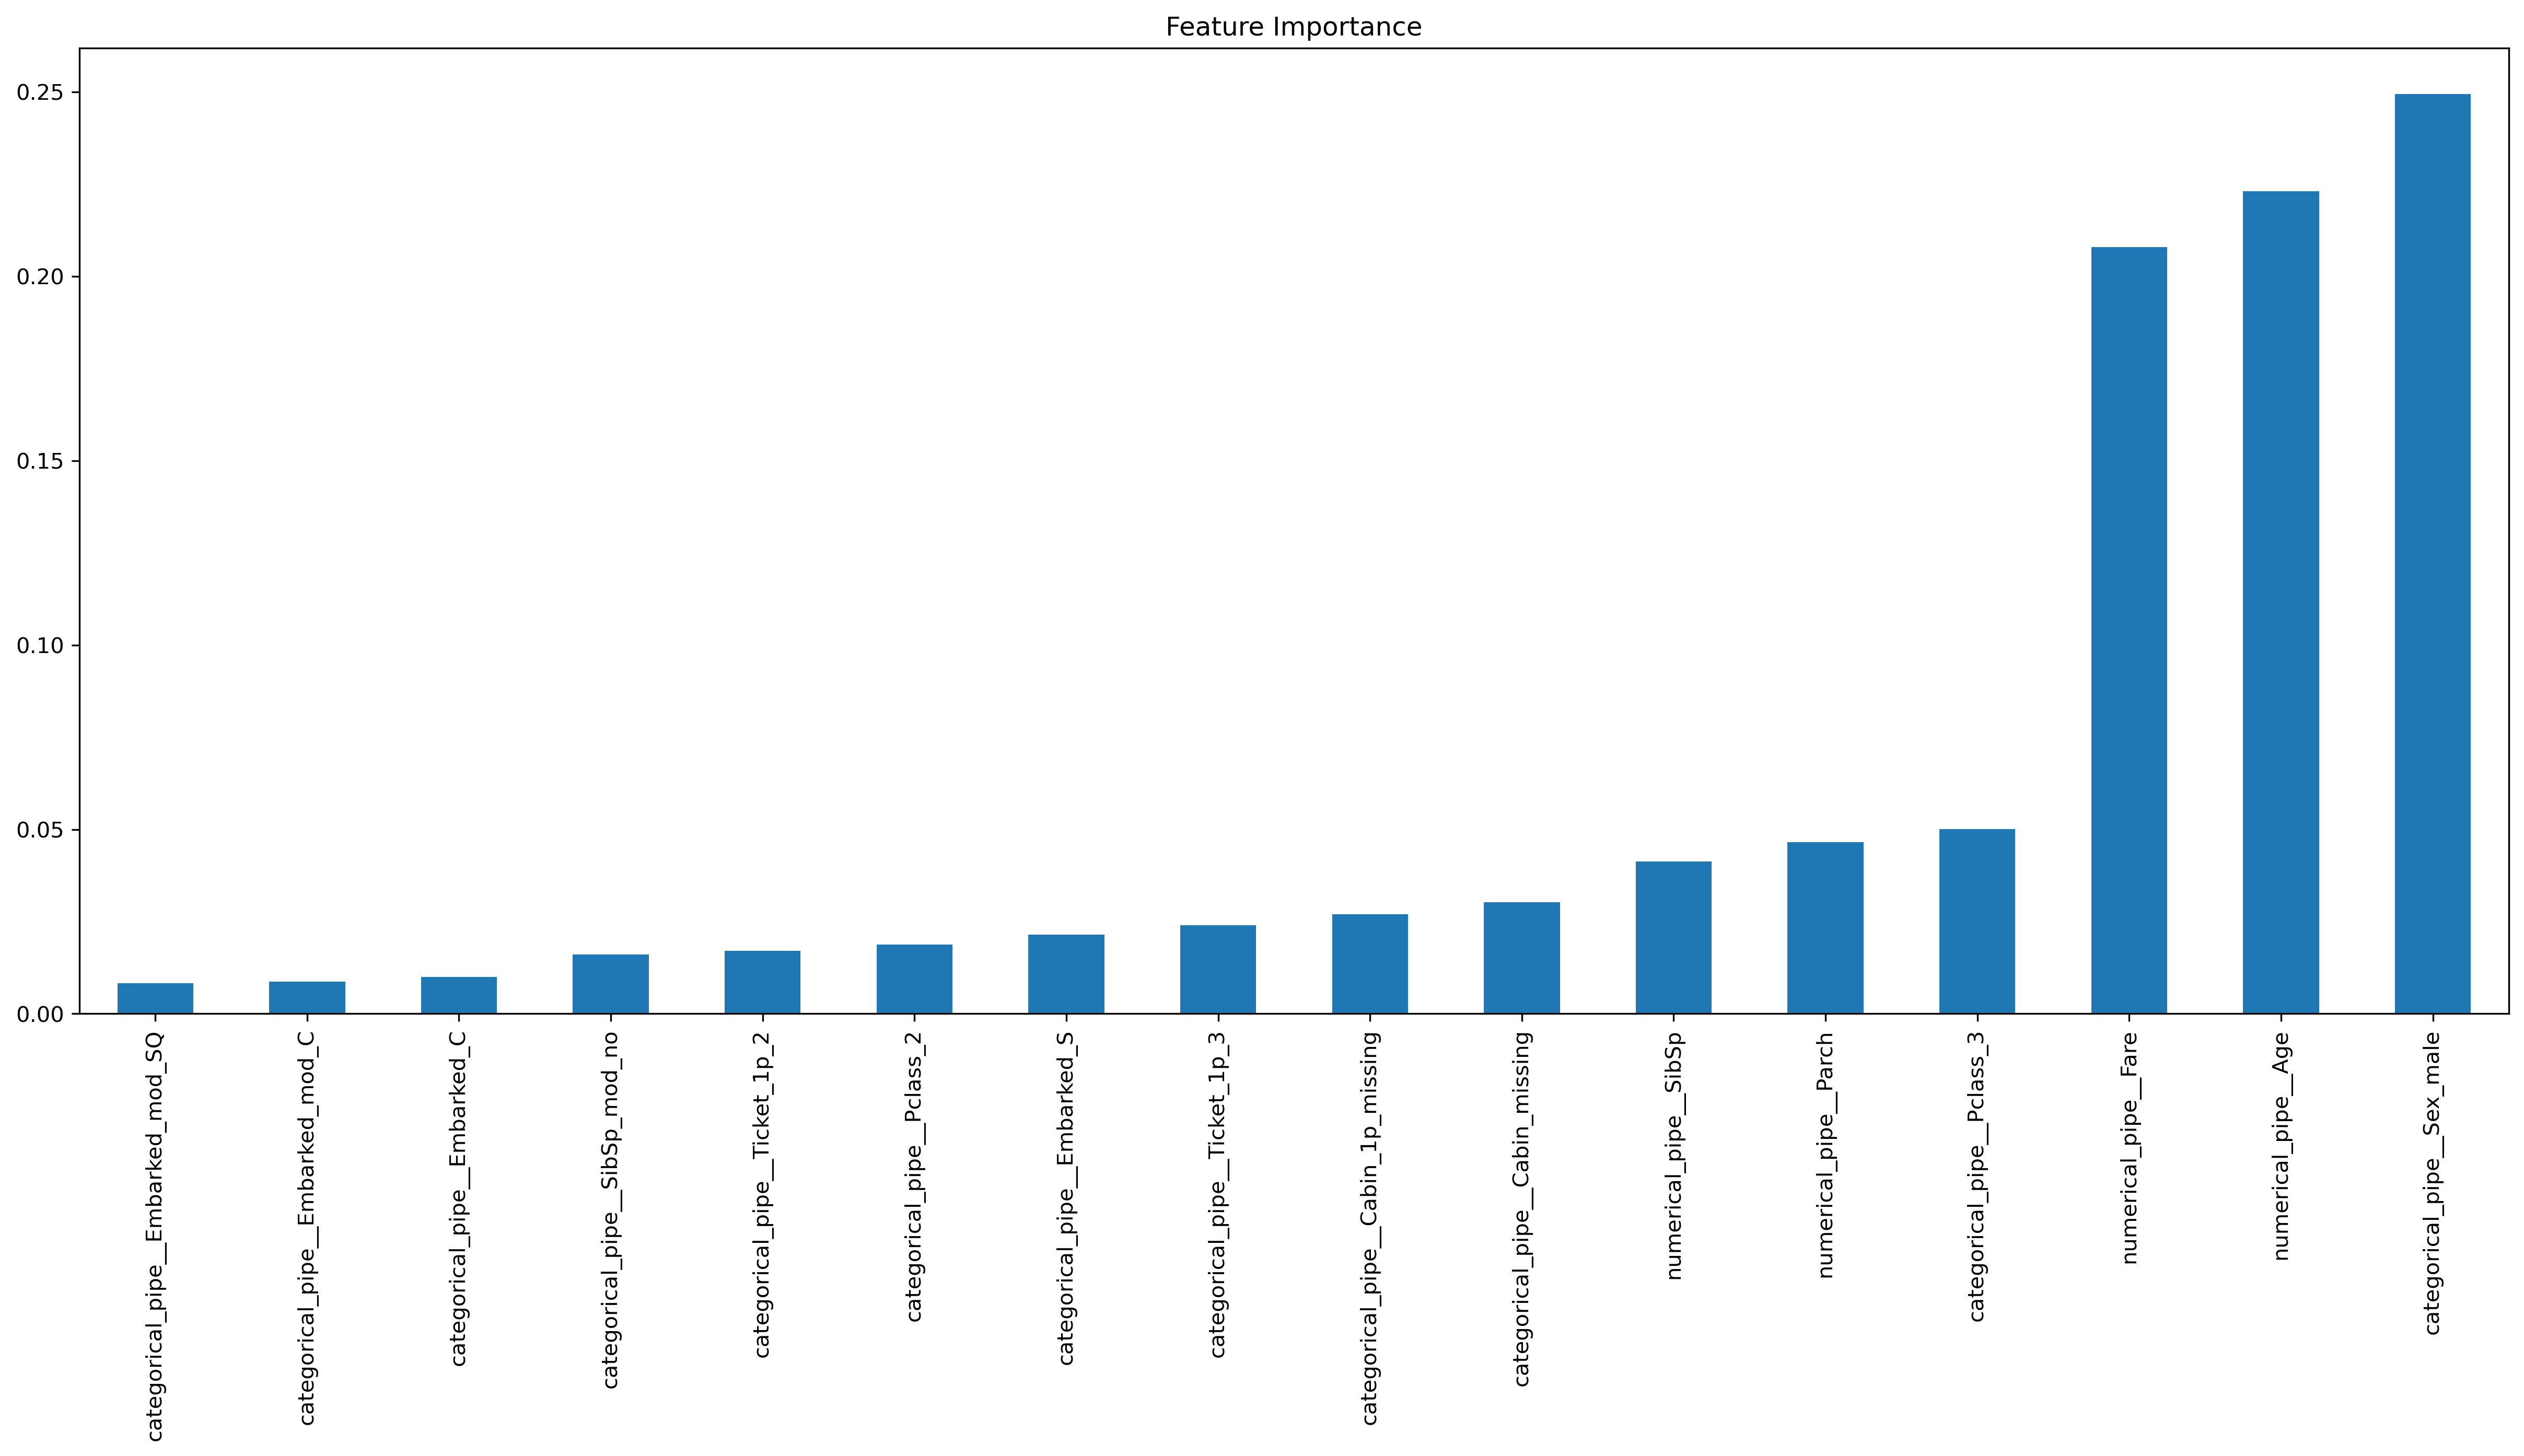 Feature Importance
0.25
0.20
0.15
0.10
0.05
0.00
categorical_pipe__Embarked_mod_SQ
categorical_pipe__Embarked_mod_C
categorical_pipe__Embarked_C
categorical_pipe__SibSp_mod_no
categorical_pipe__Ticket_1p_2
categorical_pipe__Pclass_2
categorical_pipe__Embarked_S
categorical_pipe__Ticket_1p_3
categorical_pipe__Cabin_1p_missing
categorical_pipe__Cabin_missing
numerical_pipe__SibSp
numerical_pipe__Parch
categorical_pipe__Pclass_3
numerical_pipe__Fare
numerical_pipe__Age
categorical_pipe__Sex_male